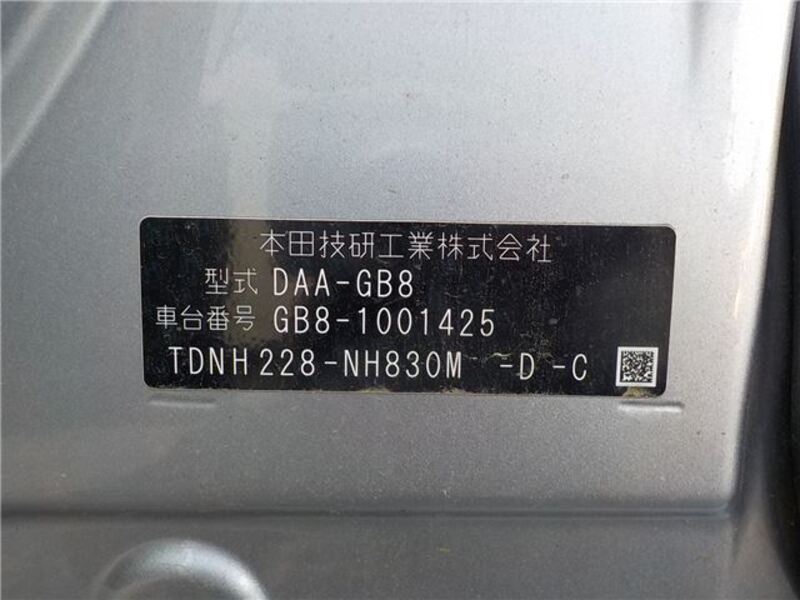 本田技研工業株式会社
型式 DAA-GB8
車台番号 GB8-1001425
TDNH228-NH830M -D-C